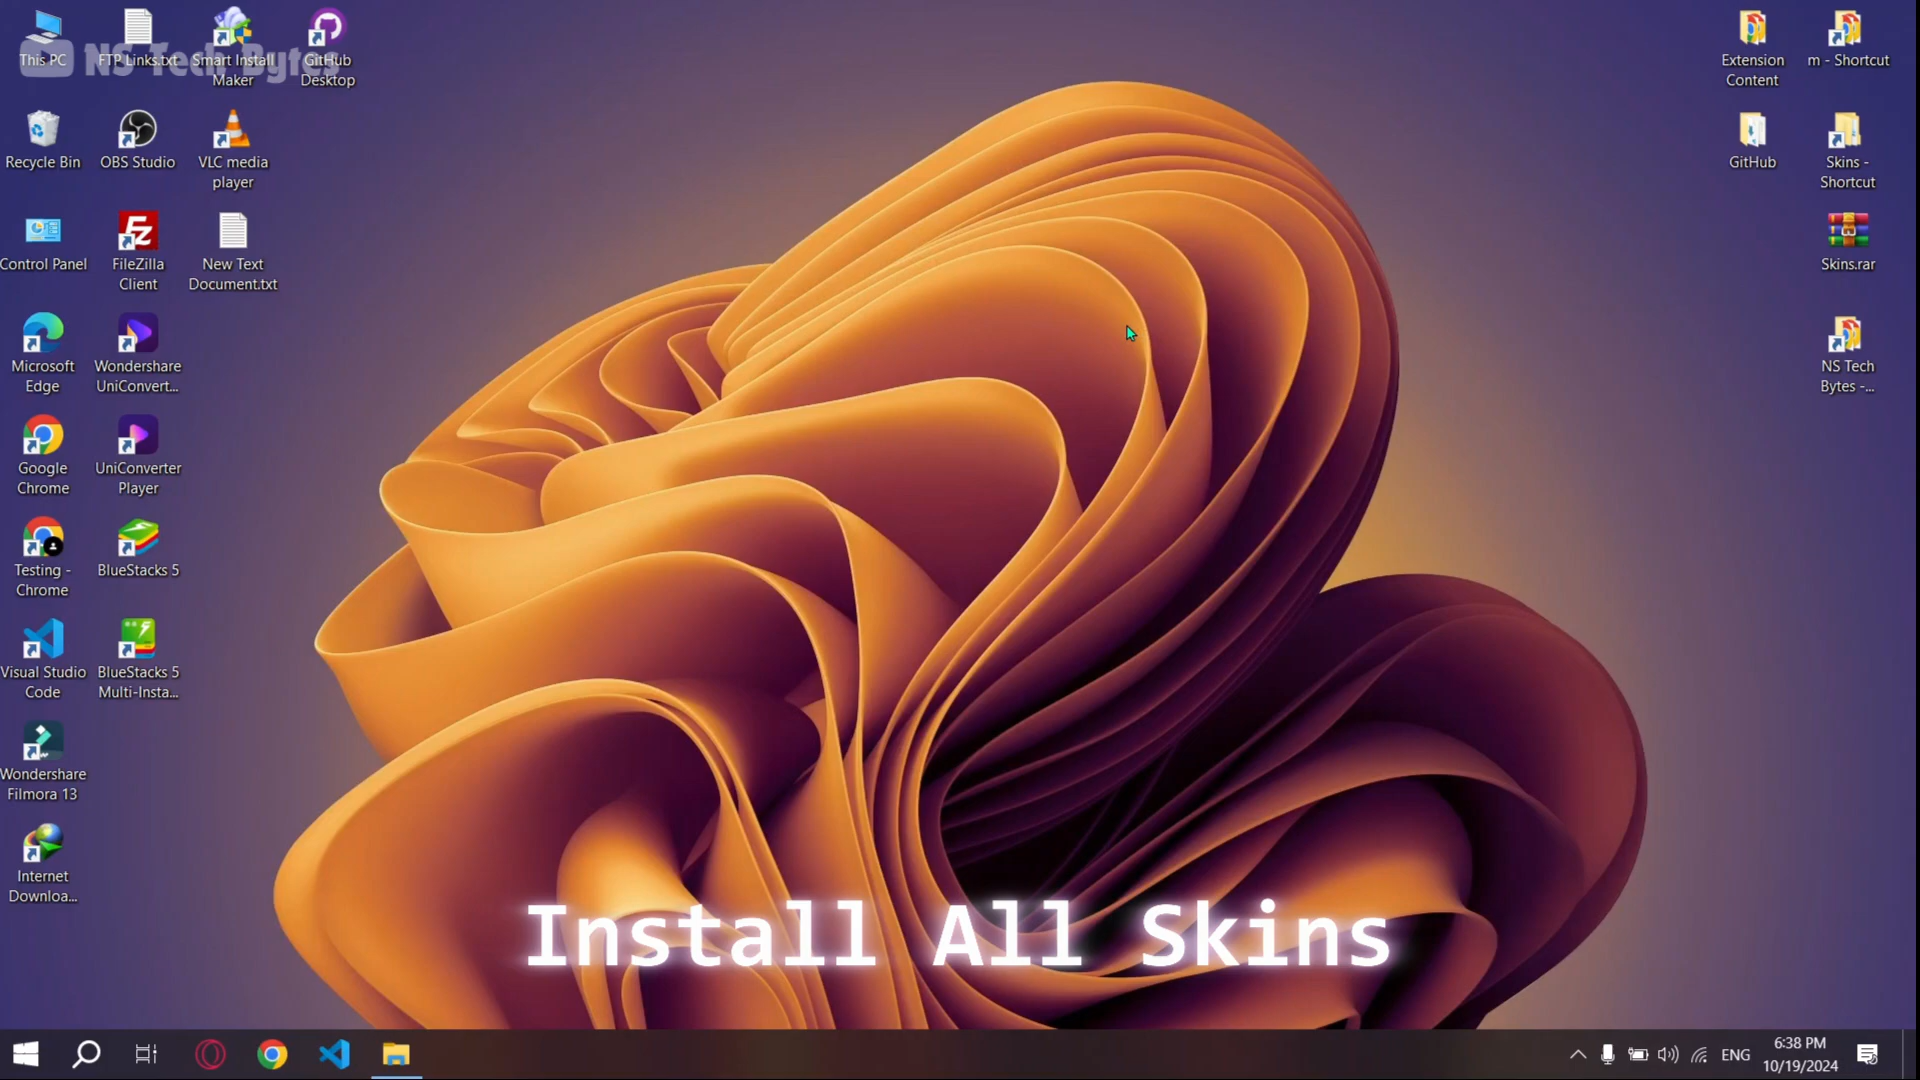 NS Tech Bytes
This PC
FTP Links.txt
Smart Install
Maker
GitHub
Desktop
Recycle Bin
OBS Studio
VLC media
player
Control Panel
FileZilla
Client
New Text
Document.txt
Microsoft
Edge
Wondershare
UniConvert...
Google
Chrome
UniConverter
Player
Testing -
Chrome
BlueStacks 5
Visual Studio
Code
BlueStacks 5
Multi-Insta...
Wondershare
Filmora 13
Internet
Downloa...
Extension
Content
m - Shortcut
GitHub
Skins -
Shortcut
Skins.rar
NS Tech
Bytes -...
Install All Skins
ENG
6:38 PM
10/19/2024